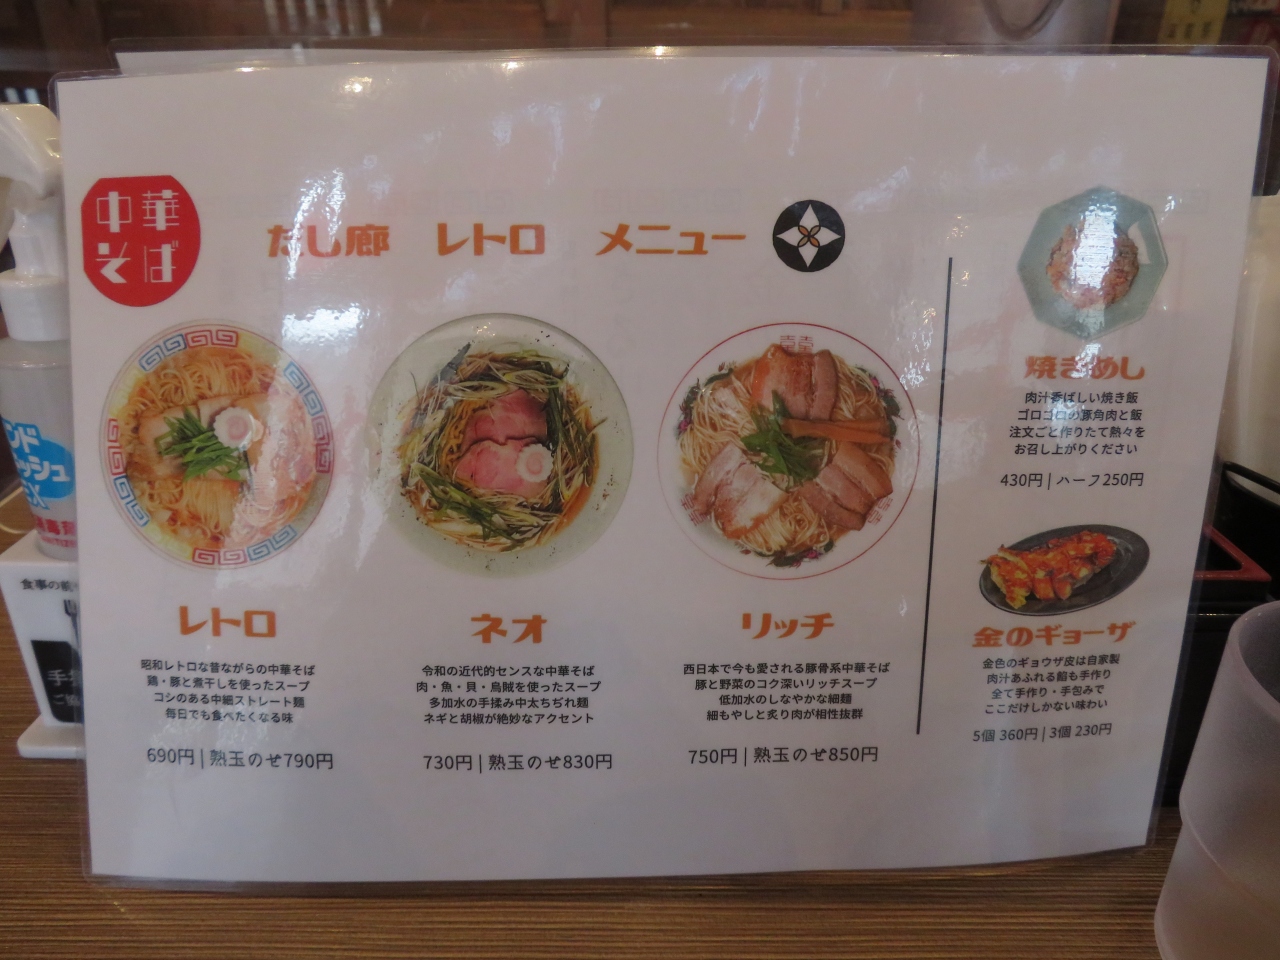 中華
そば
だし廊 レトロ メニュー
レトロ
昭和レトロな昔ながらの中華そば
鶏・豚と煮干しを使ったスープ
コシのある中細ストレート麺
毎日でも食べたくなる味
690円 | 熟玉のせ790円
ネオ
令和の近代的センスな中華そば
肉・魚・貝・烏賊を使ったスープ
多加水の手揉み中太ちぢれ麺
ネギと胡椒が絶妙なアクセント
730円 | 熟玉のせ830円
リッチ
西日本で今も愛される豚骨系中華そば
豚と野菜のコク深いリッチスープ
低加水のしなやかな細麺
細もやしと炙り肉が相性抜群
750円 | 熟玉のせ850円
焼きめし
肉汁香ばしい焼き飯
ゴロゴロの豚角肉と飯
注文ごと作りたて熱々を
お召し上がりください
430円 | ハーフ250円
金のギョーザ
金色のギョウザ皮は自家製
肉汁あふれる餡も手作り
全て手作り・手包みで
ここだけしかない味わい
5個 360円 | 3個 230円
食事の前